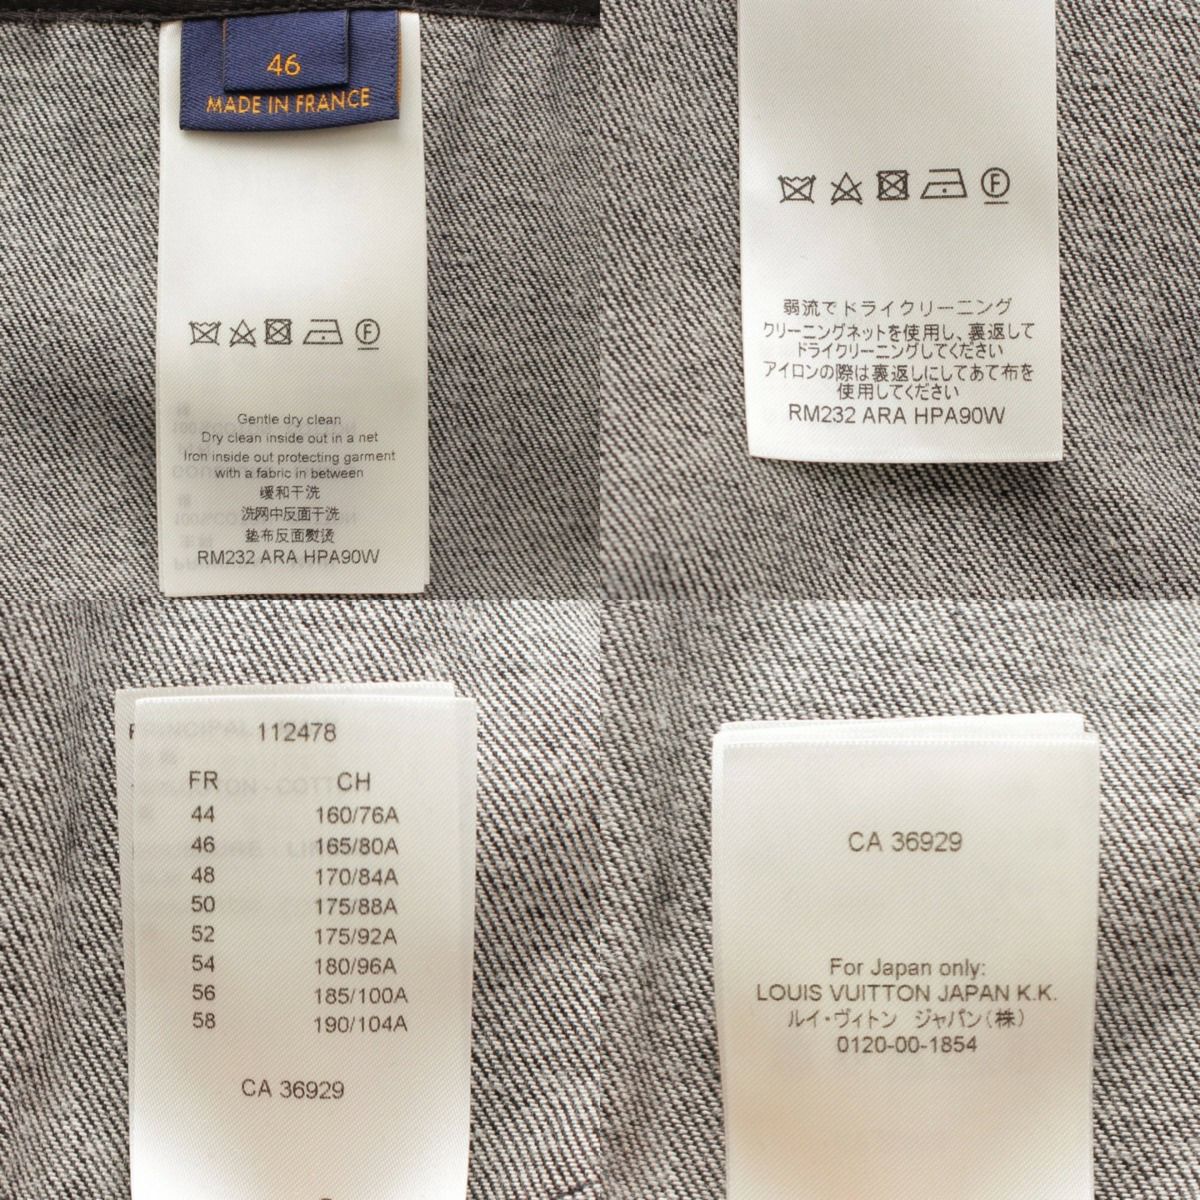 46
MADE IN FRANCE
Gentle dry clean
Dry clean inside out in a net
Iron inside out protecting garment
with a fabric in between
缓和干洗
洗网中反面干洗
垫布反面熨烫
RM232 ARA HPA90W
F
弱流でドライクリーニング
クリーニングネットを使用し、裏返して
ドライクリーニングしてください
アイロンの際は裏返しにしてあて布を
使用してください
RM232 ARA HPA90W
F
112478
FR CH
44 160/76A
46 165/80A
48 170/84A
50 175/88A
52 175/92A
54 180/96A
56 185/100A
58 190/104A
CA 36929
CA 36929
For Japan only:
LOUIS VUITTON JAPAN K.K.
ルイ・ヴィトン ジャパン(株)
0120-00-1854